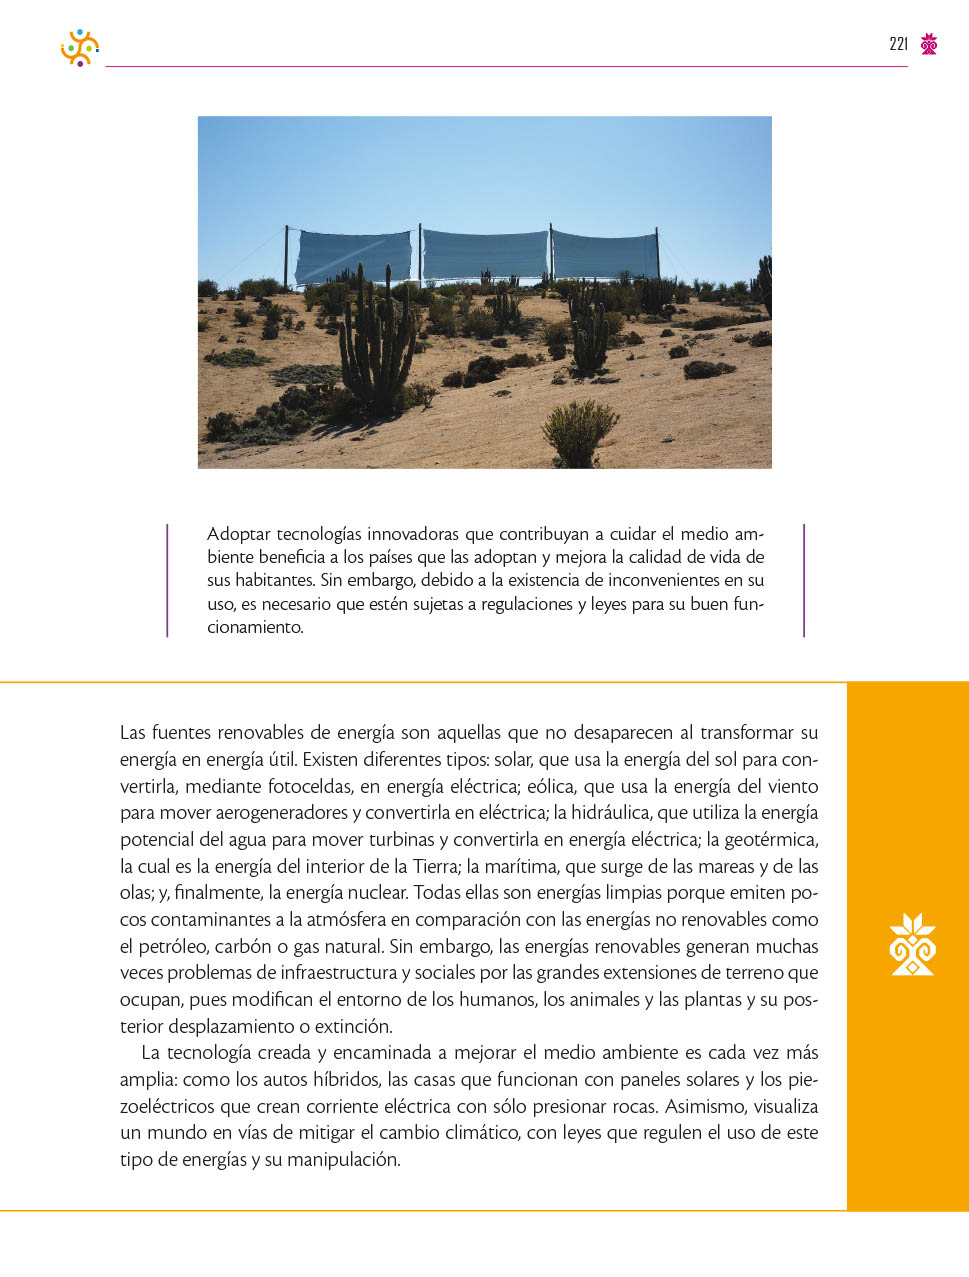 221
Adoptar tecnologías innovadoras que contribuyan a cuidar el medio am-
biente beneficia a los países que las adoptan y mejora la calidad de vida de
sus habitantes. Sin embargo, debido a la existencia de inconvenientes en su
uso, es necesario que estén sujetas a regulaciones y leyes para su buen fun-
cionamiento.
Las fuentes renovables de energía son aquellas que no desaparecen al transformar su
energía en energía útil. Existen diferentes tipos: solar, que usa la energía del sol para con-
vertirla, mediante fotoceldas, en energía eléctrica; eólica, que usa la energía del viento
para mover aerogeneradores y convertirla en eléctrica; la hidráulica, que utiliza la energía
potencial del agua para mover turbinas y convertirla en energía eléctrica; la geotérmica,
la cual es la energía del interior de la Tierra; la marítima, que surge de las mareas y de las
olas; y, finalmente, la energía nuclear. Todas ellas son energías limpias porque emiten po-
cos contaminantes a la atmósfera en comparación con las energías no renovables como
el petróleo, carbón o gas natural. Sin embargo, las energías renovables generan muchas
veces problemas de infraestructura y sociales por las grandes extensiones de terreno que
ocupan, pues modifican el entorno de los humanos, los animales y las plantas y su pos-
terior desplazamiento o extinción.
La tecnología creada y encaminada a mejorar el medio ambiente es cada vez más
amplia: como los autos híbridos, las casas que funcionan con paneles solares y los pie-
zoeléctricos que crean corriente eléctrica con sólo presionar rocas. Asimismo, visualiza
un mundo en vías de mitigar el cambio climático, con leyes que regulen el uso de este
tipo de energías y su manipulación.